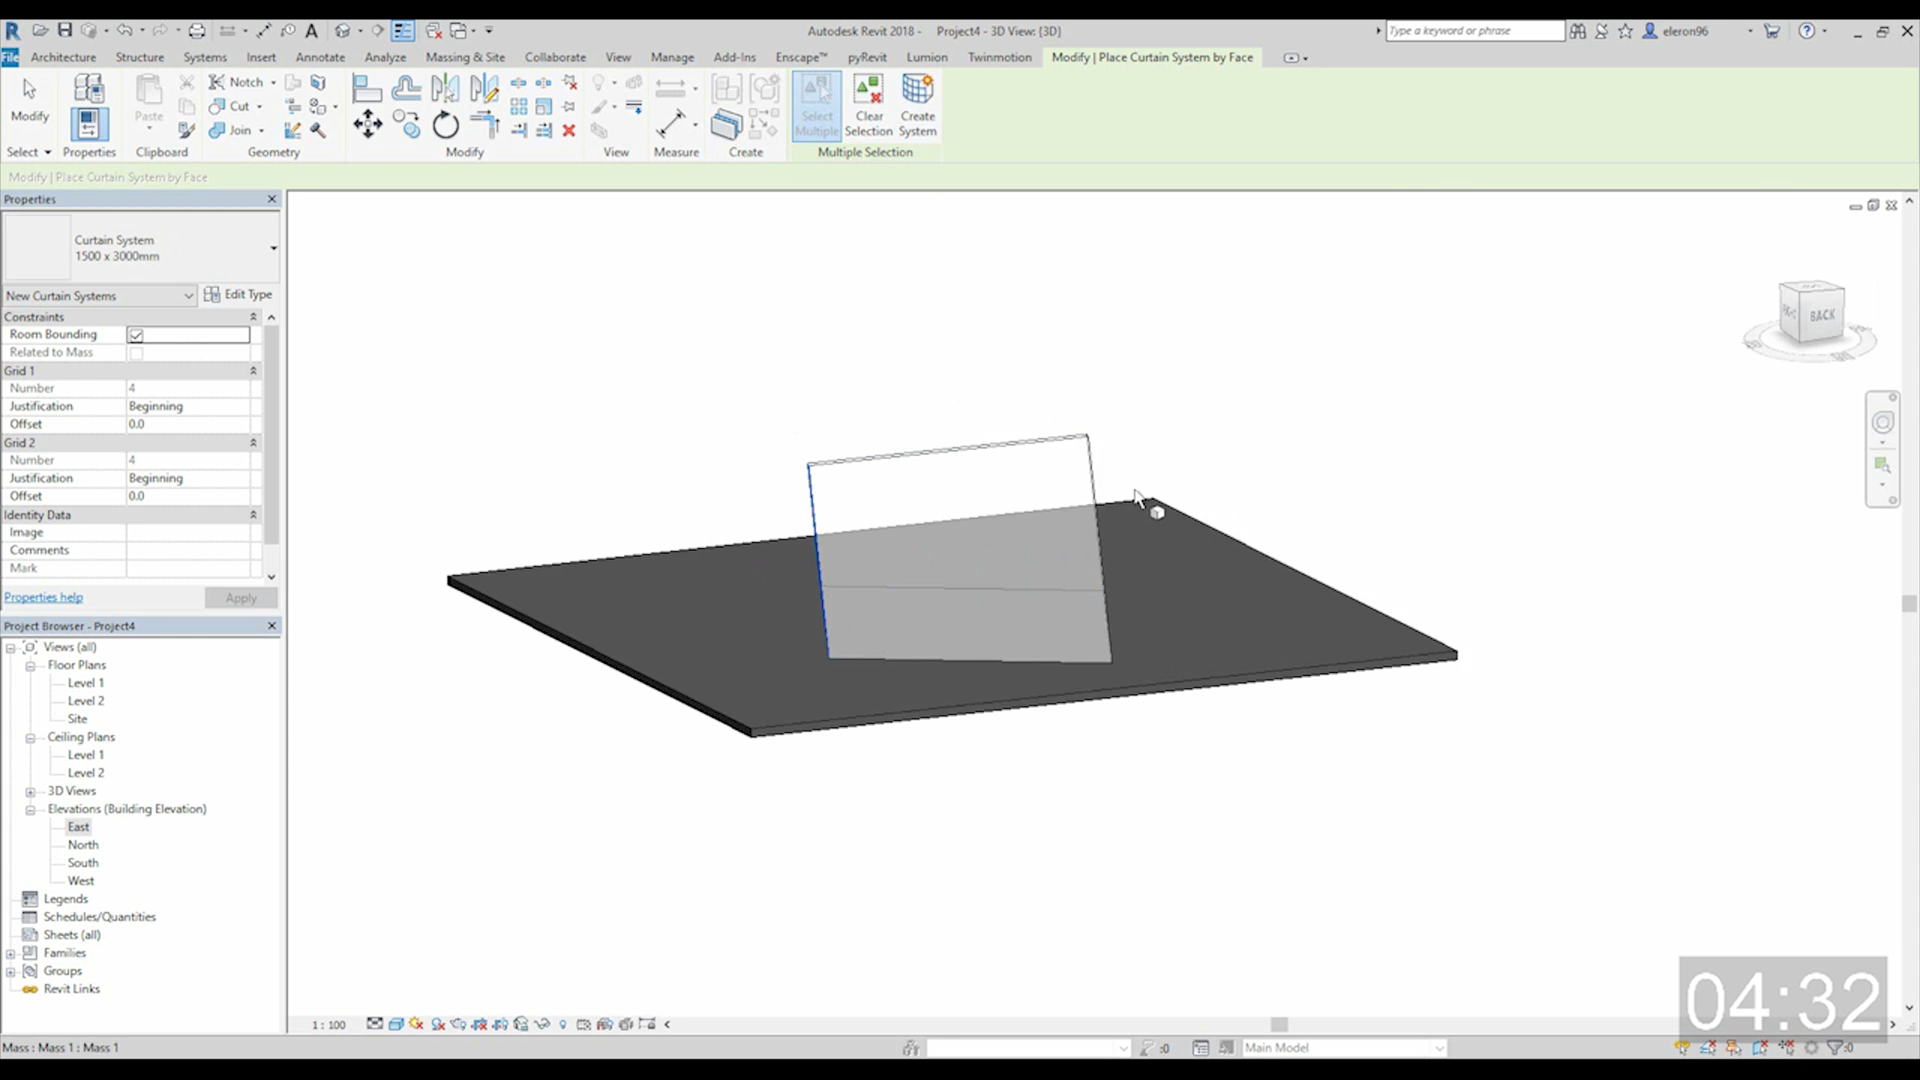 Autodesk Revit 2018 - Project4 - 3D View: {3D}
Type a keyword or phrase
eleron96
File Architecture Structure Systems Insert Annotate Analyze Massing & Site Collaborate View Manage Add-Ins Enscape™ pyRevit Lumion Twinmotion Modify | Place Curtain System by Face
Modify
Paste
Notch
Cut
Join
Select Multiple
Clear Selection
Create System
Select Properties Clipboard Geometry Modify View Measure Create Multiple Selection
Modify | Place Curtain System by Face
Properties
Curtain System
1500 x 3000mm
New Curtain Systems Edit Type
Constraints
Room Bounding
Related to Mass
Grid 1
Number 4
Justification Beginning
Offset 0.0
Grid 2
Number 4
Justification Beginning
Offset 0.0
Identity Data
Image
Comments
Mark
Properties help Apply
Project Browser - Project4
Views (all)
Floor Plans
Level 1
Level 2
Site
Ceiling Plans
Level 1
Level 2
3D Views
Elevations (Building Elevation)
East
North
South
West
Legends
Schedules/Quantities
Sheets (all)
Families
Groups
Revit Links
BACK
04:32
1 : 100
Mass : Mass 1 : Mass 1
:0
Main Model
:0